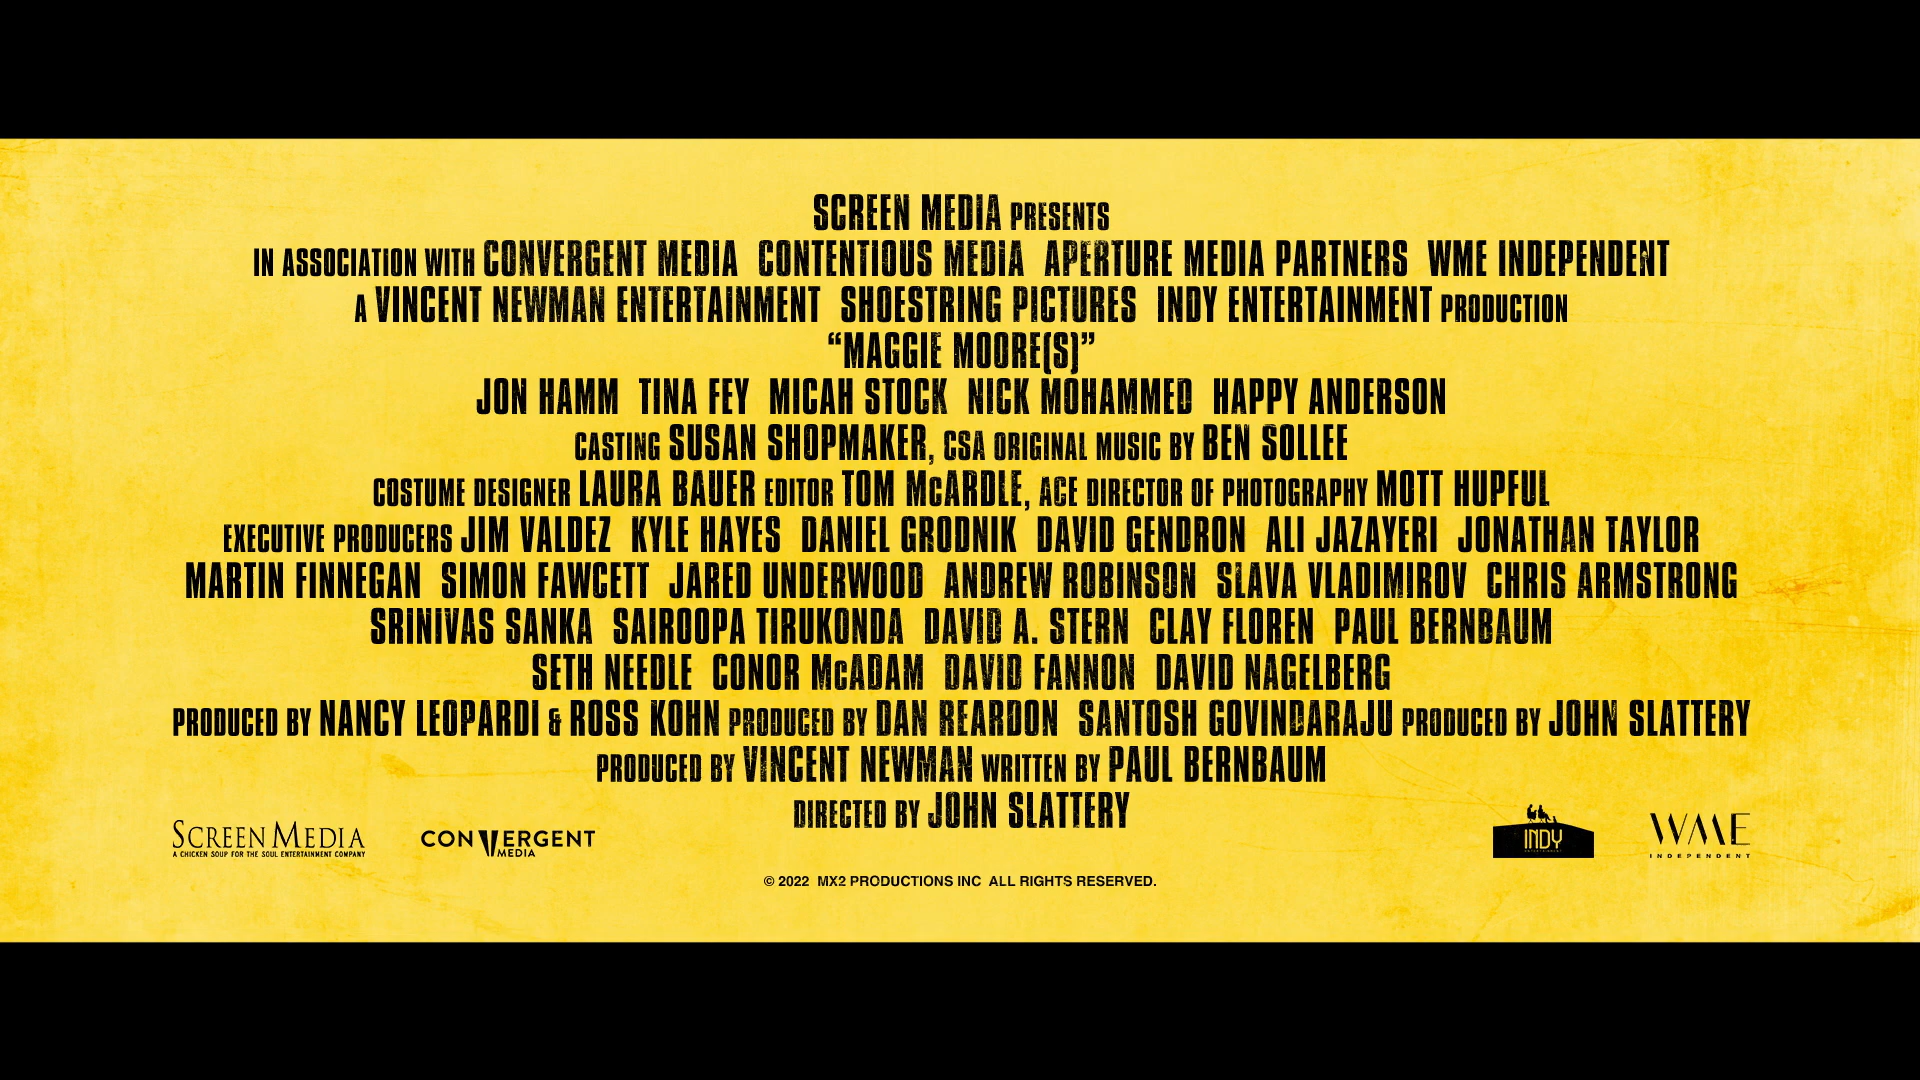 SCREEN MEDIA PRESENTS
IN ASSOCIATION WITH CONVERGENT MEDIA CONTENTIOUS MEDIA APERTURE MEDIA PARTNERS WME INDEPENDENT
A VINCENT NEWMAN ENTERTAINMENT SHOESTRING PICTURES INDY ENTERTAINMENT PRODUCTION
“MAGGIE MOORE(S)”
JON HAMM TINA FEY MICAH STOCK NICK MOHAMMED HAPPY ANDERSON
CASTING SUSAN SHOPMAKER, CSA ORIGINAL MUSIC BY BEN SOLLEE
COSTUME DESIGNER LAURA BAUER EDITOR TOM McARDLE, ACE DIRECTOR OF PHOTOGRAPHY MOTT HUPFUL
EXECUTIVE PRODUCERS JIM VALDEZ KYLE HAYES DANIEL GRODNIK DAVID GENDRON ALI JAZAYERI JONATHAN TAYLOR
MARTIN FINNEGAN SIMON FAWCETT JARED UNDERWOOD ANDREW ROBINSON SLAVA VLADIMIROV CHRIS ARMSTRONG
SRINIVAS SANKA SAIROOPA TIRUKONDA DAVID A. STERN CLAY FLOREN PAUL BERNBAUM
SETH NEEDLE CONOR McADAM DAVID FANNON DAVID NAGELBERG
PRODUCED BY NANCY LEOPARDI & ROSS KOHN PRODUCED BY DAN REARDON SANTOSH GOVINDARAJU PRODUCED BY JOHN SLATTERY
PRODUCED BY VINCENT NEWMAN WRITTEN BY PAUL BERNBAUM
DIRECTED BY JOHN SLATTERY
SCREEN MEDIA
A CHICKEN SOUP FOR THE SOUL ENTERTAINMENT COMPANY
CONVERGENT
MEDIA
INDY
WME
INDEPENDENT
© 2022 MX2 PRODUCTIONS INC ALL RIGHTS RESERVED.